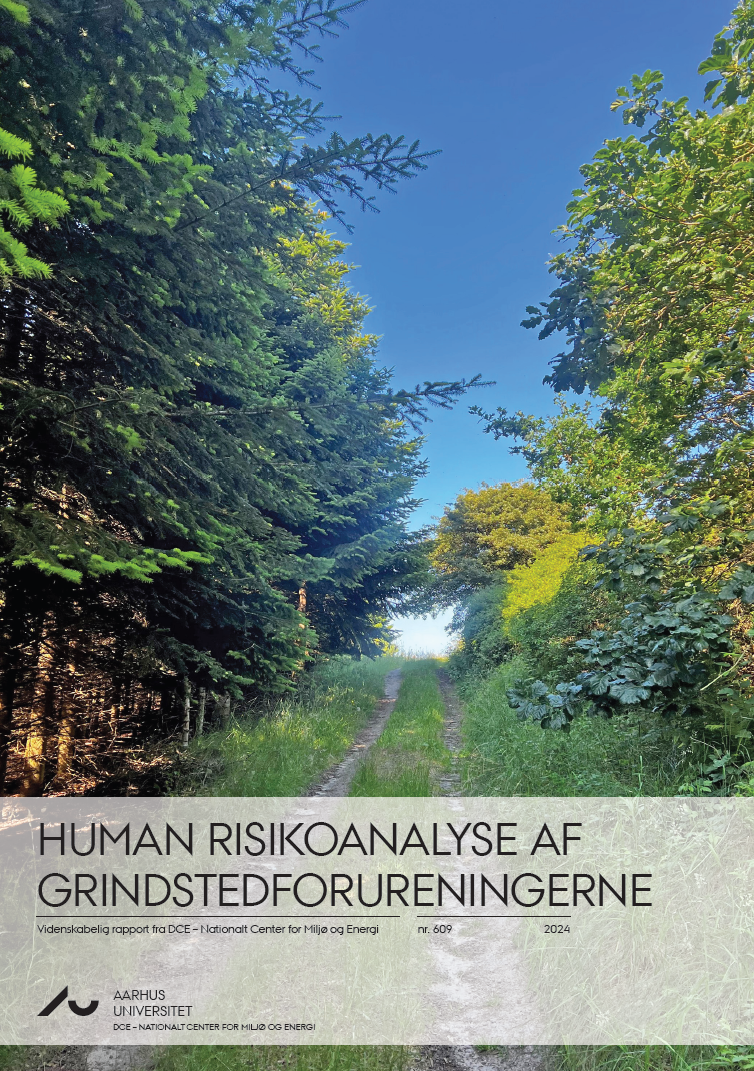 HUMAN RISIKOANALYSE AF
GRINDSTEDFORURENINGERNE
Videnskabelig rapport fra DCE – Nationalt Center for Miljø og Energi nr. 609 2024
AARHUS
UNIVERSITET
DCE – NATIONALT CENTER FOR MILJØ OG ENERGI